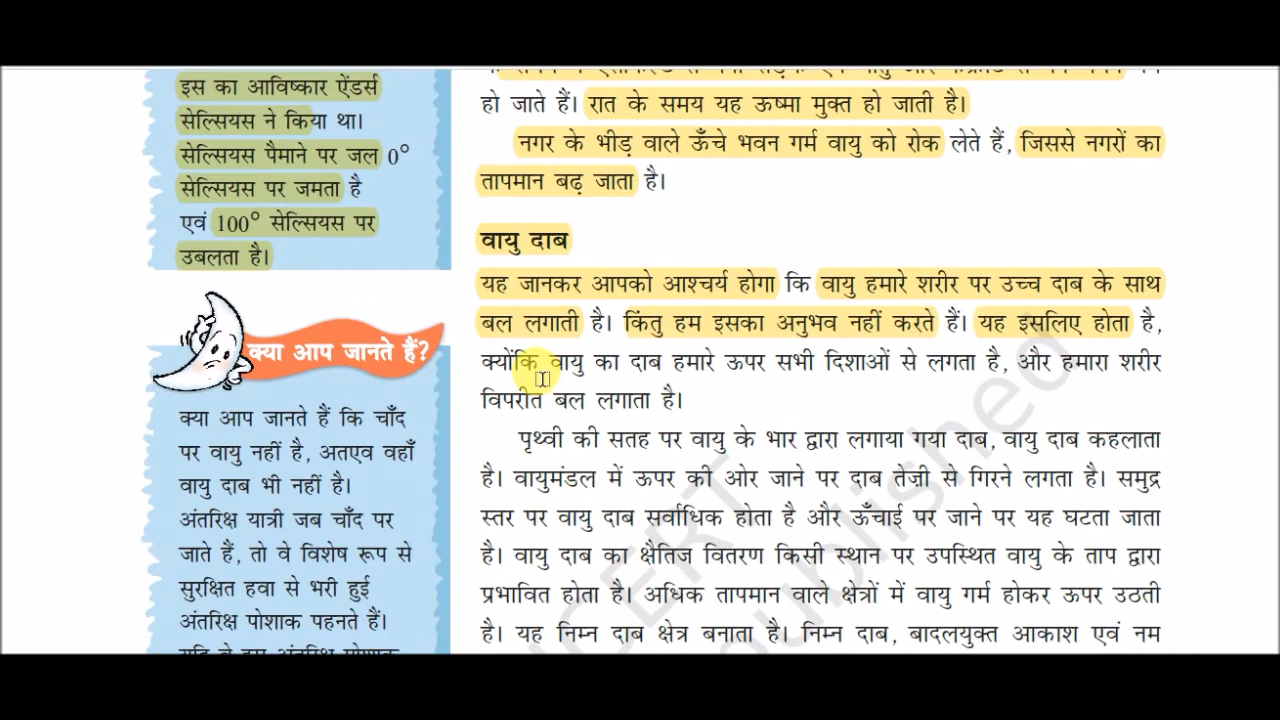 इस का आविष्कार ऐंडर्स
सेल्सियस ने किया था।
सेल्सियस पैमाने पर जल 0°
सेल्सियस पर जमता है
एवं 100° सेल्सियस पर
उबलता है।
क्या आप जानते हैं?
क्या आप जानते हैं कि चाँद
पर वायु नहीं है, अतएव वहाँ
वायु दाब भी नहीं है।
अंतरिक्ष यात्री जब चाँद पर
जाते हैं, तो वे विशेष रूप से
सुरक्षित हवा से भरी हुई
अंतरिक्ष पोशाक पहनते हैं।
हो जाते हैं। रात के समय यह ऊष्मा मुक्त हो जाती है।
नगर के भीड़ वाले ऊँचे भवन गर्म वायु को रोक लेते हैं, जिससे नगरों का
तापमान बढ़ जाता है।
वायु दाब
यह जानकर आपको आश्चर्य होगा कि वायु हमारे शरीर पर उच्च दाब के साथ
बल लगाती है। किंतु हम इसका अनुभव नहीं करते हैं। यह इसलिए होता है,
क्योंकि वायु का दाब हमारे ऊपर सभी दिशाओं से लगता है, और हमारा शरीर
विपरीत बल लगाता है।
पृथ्वी की सतह पर वायु के भार द्वारा लगाया गया दाब, वायु दाब कहलाता
है। वायुमंडल में ऊपर की ओर जाने पर दाब तेज़ी से गिरने लगता है। समुद्र
स्तर पर वायु दाब सर्वाधिक होता है और ऊँचाई पर जाने पर यह घटता जाता
है। वायु दाब का क्षैतिज वितरण किसी स्थान पर उपस्थित वायु के ताप द्वारा
प्रभावित होता है। अधिक तापमान वाले क्षेत्रों में वायु गर्म होकर ऊपर उठती
है। यह निम्न दाब क्षेत्र बनाता है। निम्न दाब, बादलयुक्त आकाश एवं नम